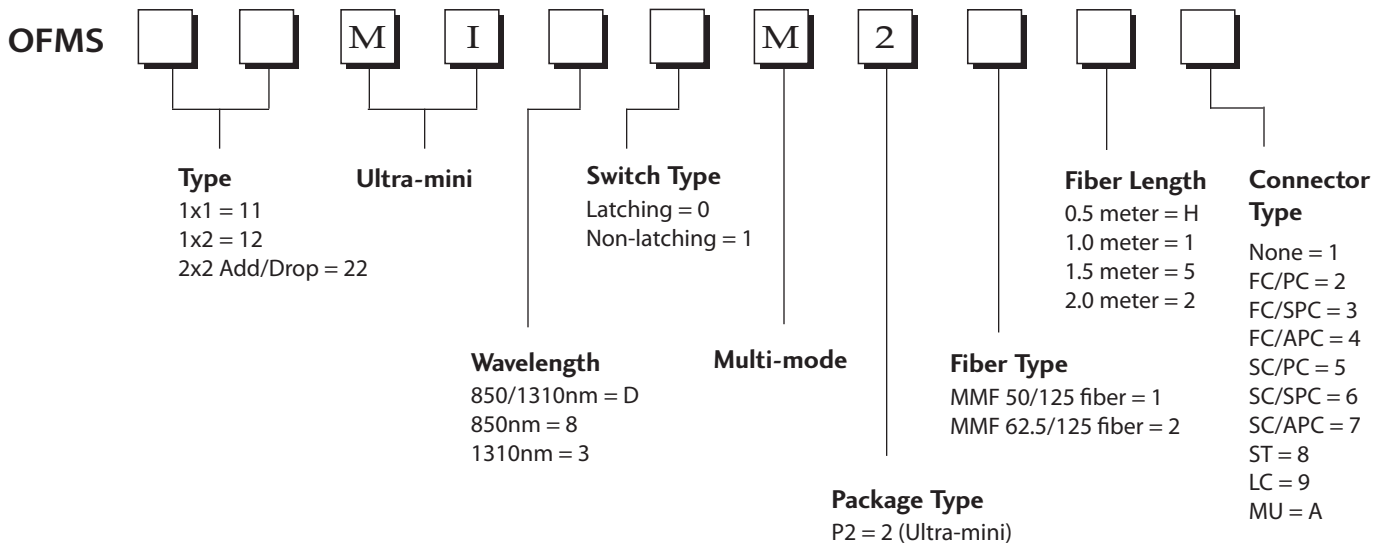 OFMS M I M 2
Type
1x1 = 11
1x2 = 12
2x2 Add/Drop = 22
Ultra-mini
Switch Type
Latching = 0
Non-latching = 1
Fiber Length
0.5 meter = H
1.0 meter = 1
1.5 meter = 5
2.0 meter = 2
Connector
Type
None = 1
FC/PC = 2
FC/SPC = 3
FC/APC = 4
SC/PC = 5
SC/SPC = 6
SC/APC = 7
ST = 8
LC = 9
MU = A
Wavelength
850/1310nm = D
850nm = 8
1310nm = 3
Multi-mode
Fiber Type
MMF 50/125 fiber = 1
MMF 62.5/125 fiber = 2
Package Type
P2 = 2 (Ultra-mini)